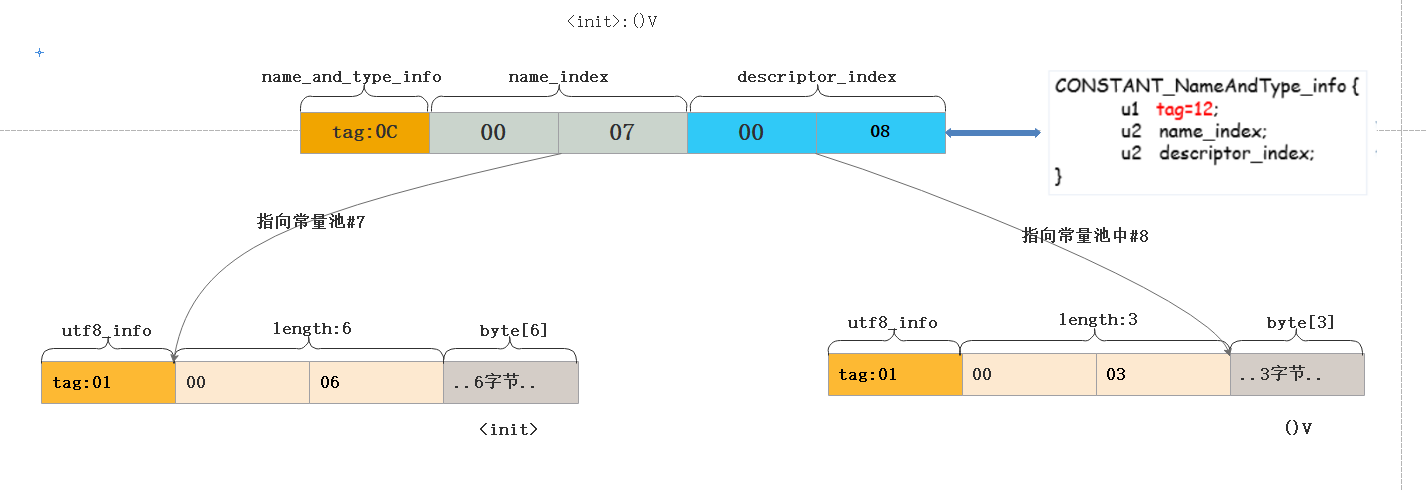 <init>:()V
name_and_type_info name_index descriptor_index
tag:0C 00 07 00 08
CONSTANT_NameAndType_info {
u1 tag=12;
u2 name_index;
u2 descriptor_index;
}
指向常量池#7
指向常量池中#8
utf8_info length:6 byte[6]
tag:01 00 06 ..6字节..
<init>
utf8_info length:3 byte[3]
tag:01 00 03 ..3字节..
()V